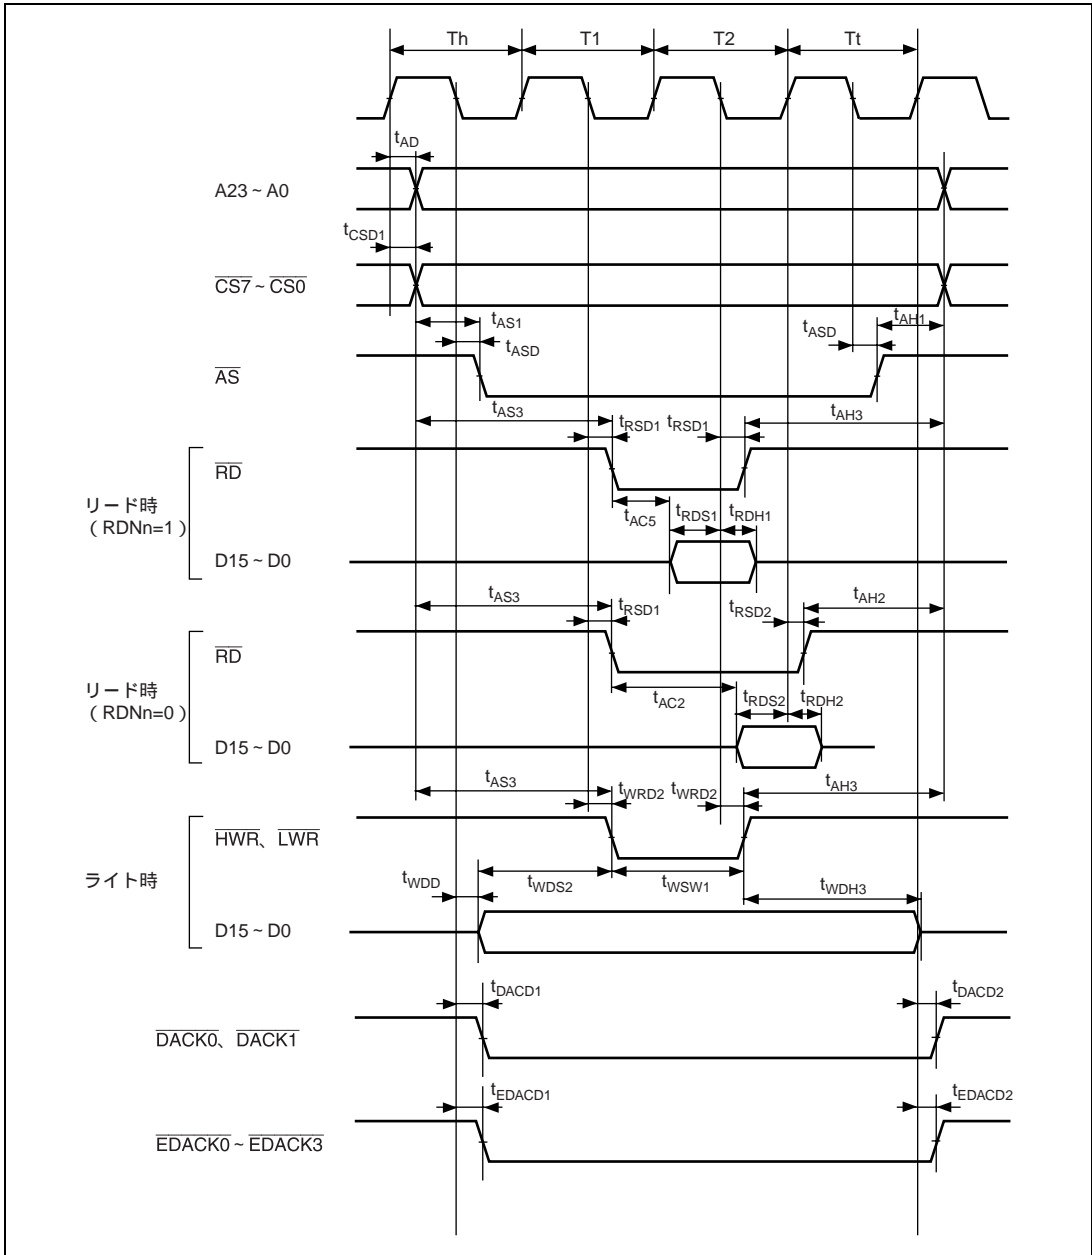 Th T1 T2 Tt
tAD
A23 ~ A0
tCSD1
CS7 ~ CS0
tAS1 tAH1
tASD tASD
AS
tAS3 tRSD1 tRSD1 tAH3
RD
リード時
（RDNn=1）
tAC5 tRDS1 tRDH1
D15 ~ D0
tAS3 tRSD1 tRSD2 tAH2
RD
リード時
（RDNn=0）
tAC2 tRDS2 tRDH2
D15 ~ D0
tAS3 tWRD2 tWRD2 tAH3
HWR、LWR
ライト時
tWDD tWDS2 tWSW1 tWDH3
D15 ~ D0
tDACD1 tDACD2
DACK0、DACK1
tEDACD1 tEDACD2
EDACK0 ~ EDACK3